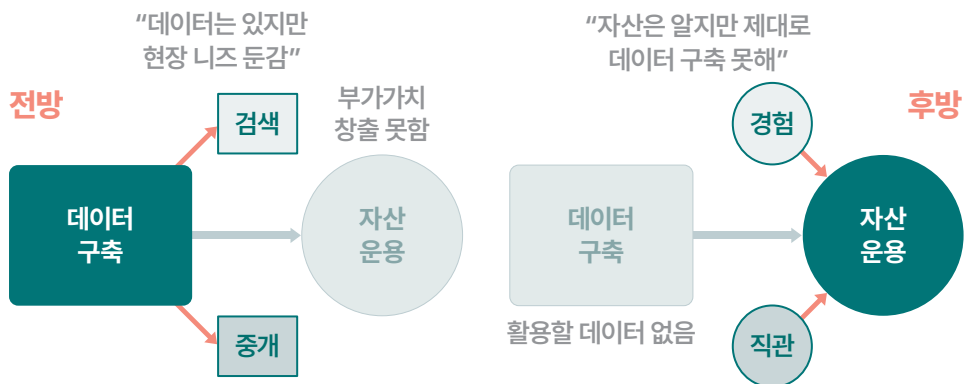 “데이터는 있지만
현장 니즈 둔감”
전방
검색
부가가치
창출 못함
데이터
구축
자산
운용
중개
“자산은 알지만 제대로
데이터 구축 못해”
후방
경험
데이터
구축
자산
운용
활용할 데이터 없음
직관